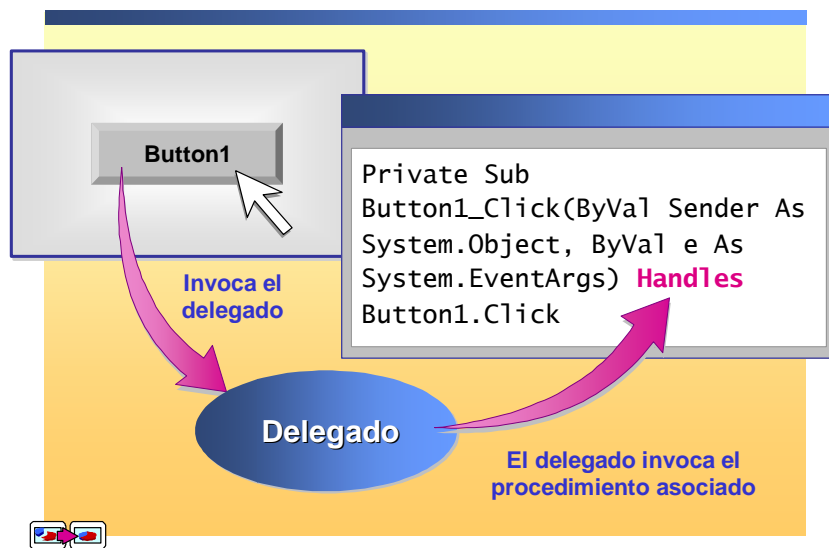 Button1
Private Sub
Button1_Click(ByVal Sender As
System.Object, ByVal e As
System.EventArgs) Handles
Button1.Click
Invoca el
delegado
Delegado
El delegado invoca el
procedimiento asociado